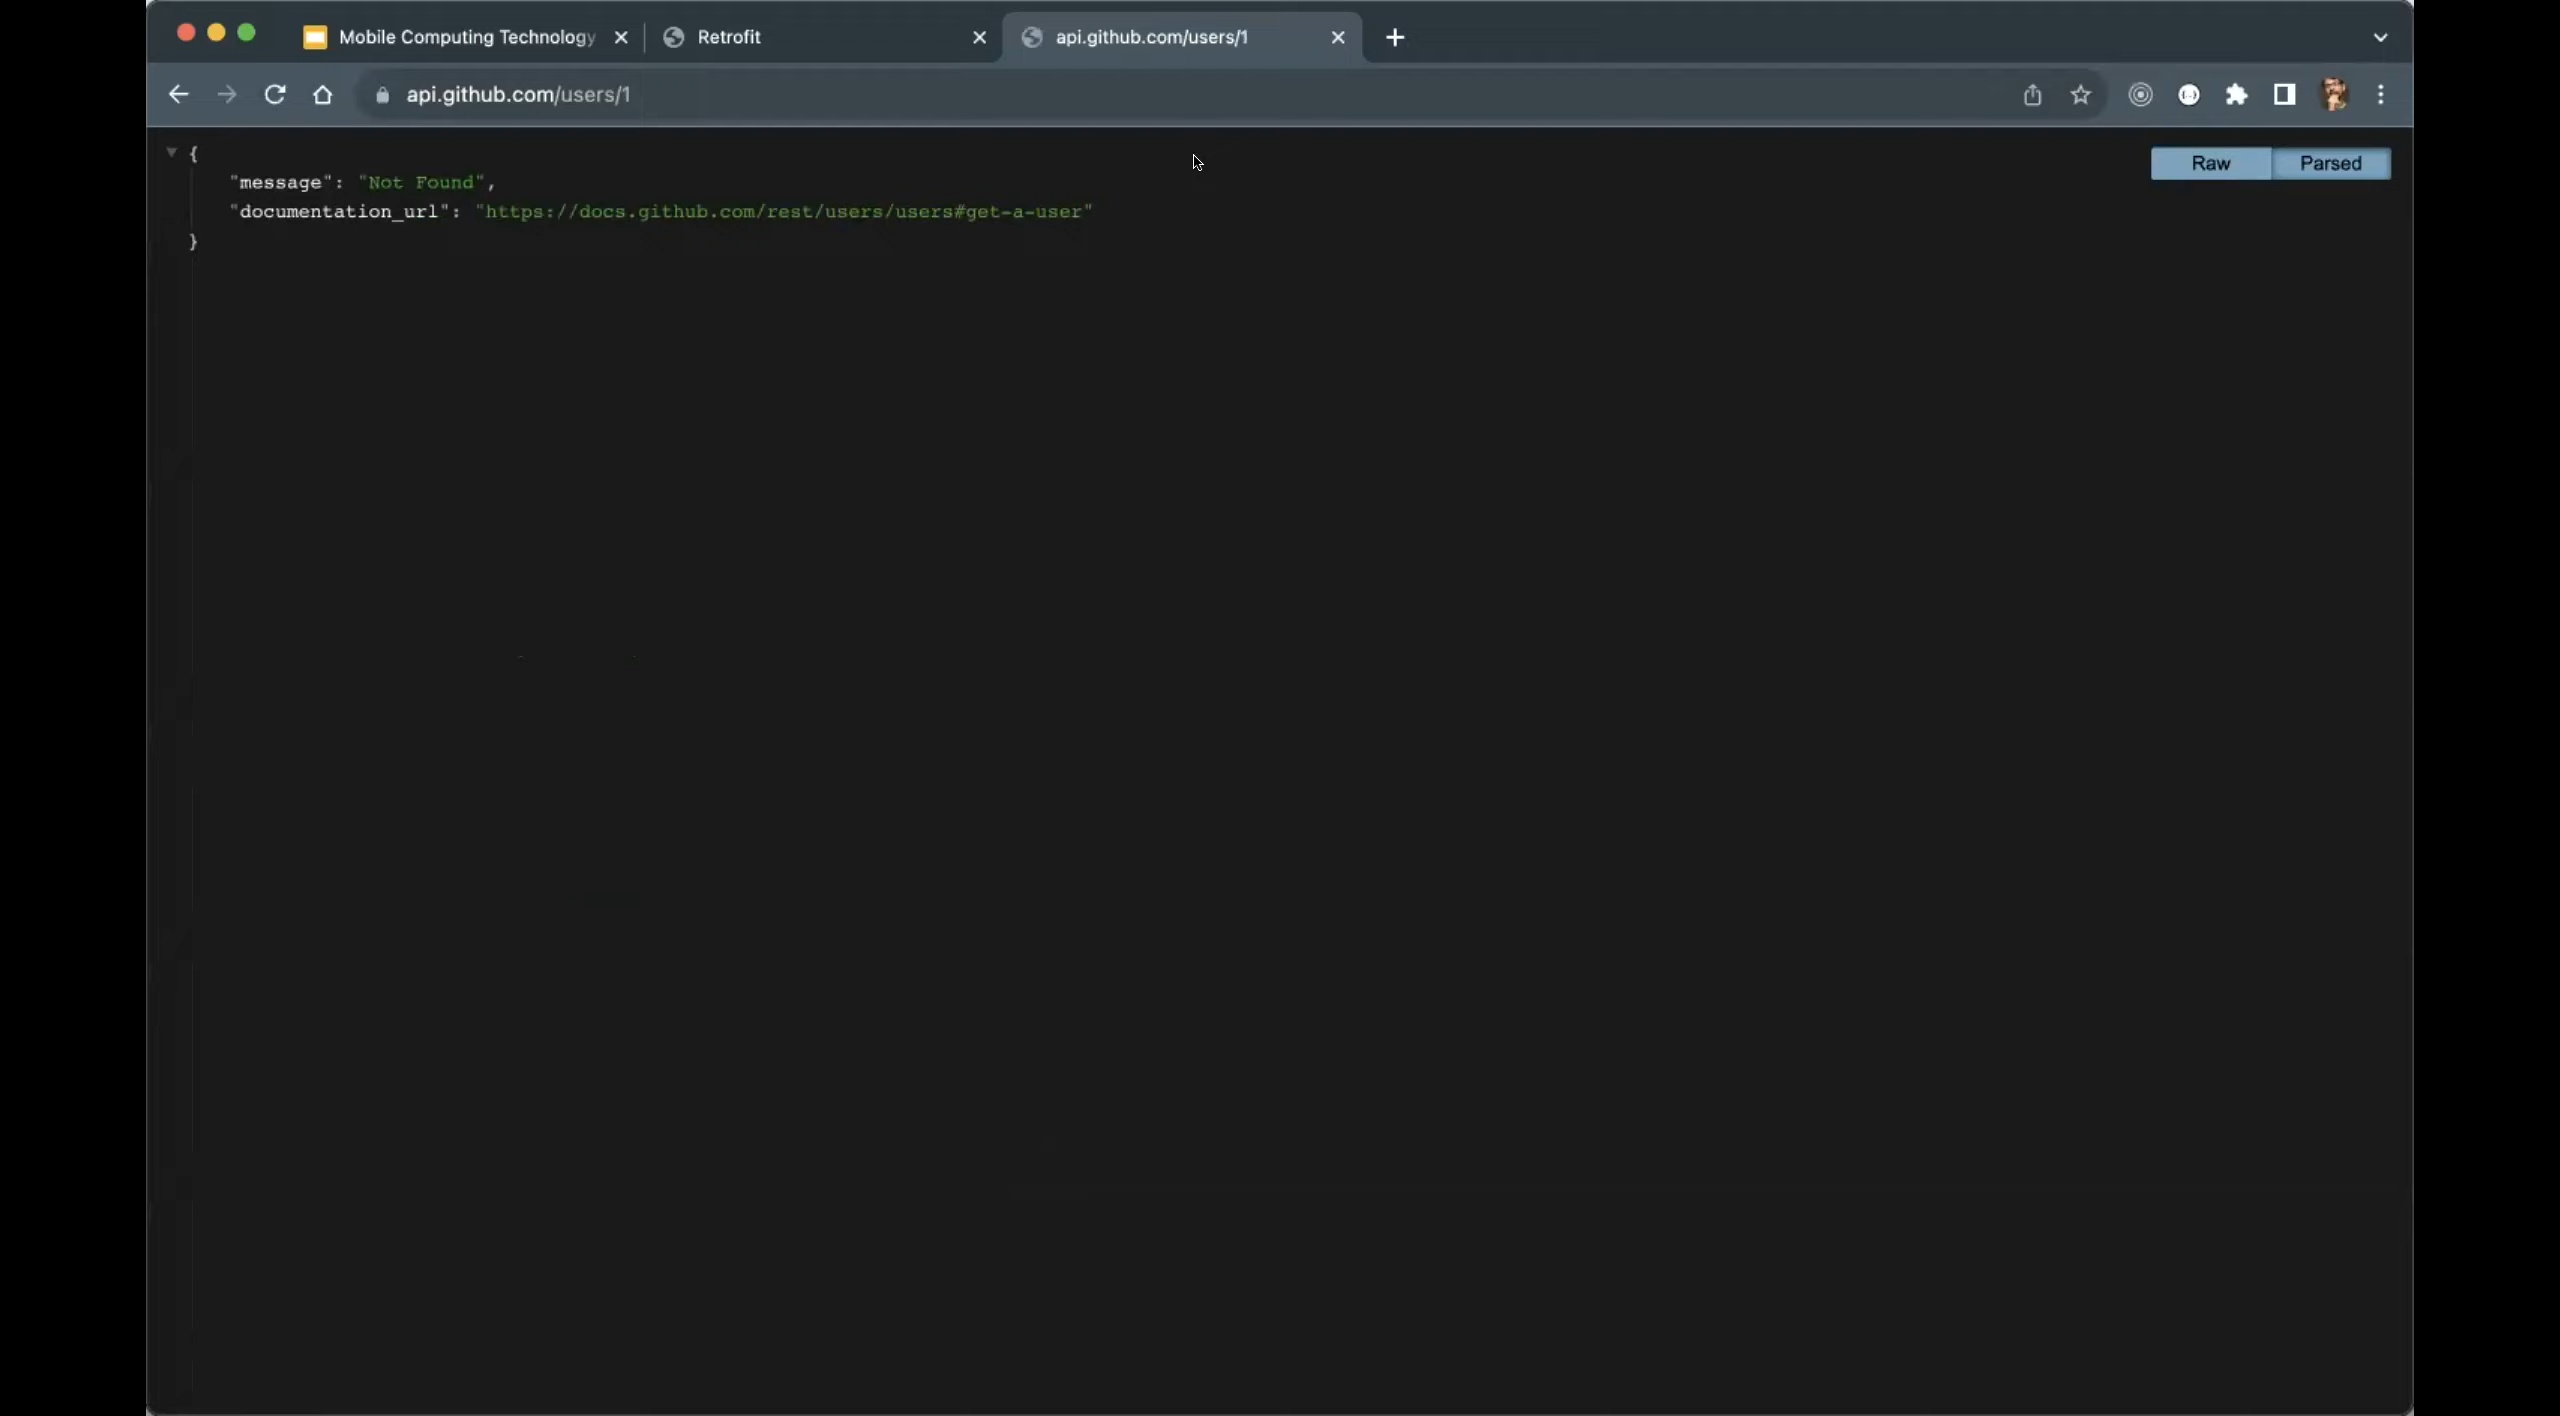 Mobile Computing Technology
Retrofit
api.github.com/users/1
api.github.com/users/1
Raw
Parsed
{
"message": "Not Found",
"documentation_url": "https://docs.github.com/rest/users/users#get-a-user"
}